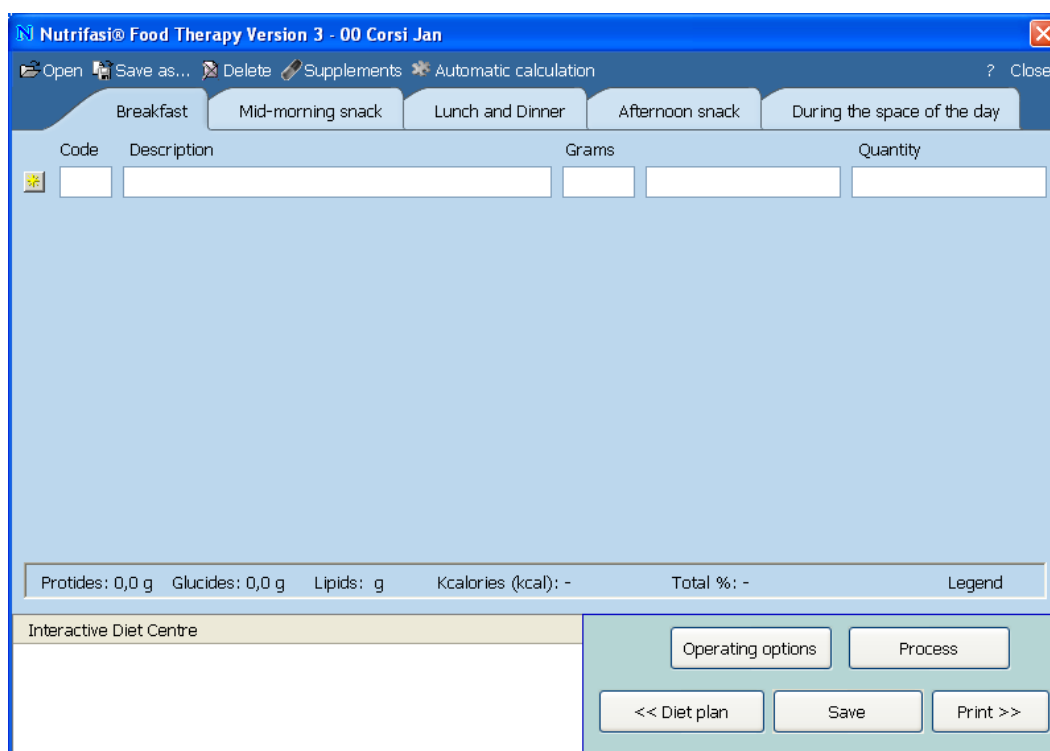 Nutrifasi® Food Therapy Version 3 - 00 Corsi Jan
Open Save as... Delete Supplements Automatic calculation ? Close
Breakfast Mid-morning snack Lunch and Dinner Afternoon snack During the space of the day
Code Description Grams Quantity
Protides: 0,0 g Glucides: 0,0 g Lipids: g Kcalories (kcal): - Total %: - Legend
Interactive Diet Centre
Operating options Process
<< Diet plan Save Print >>